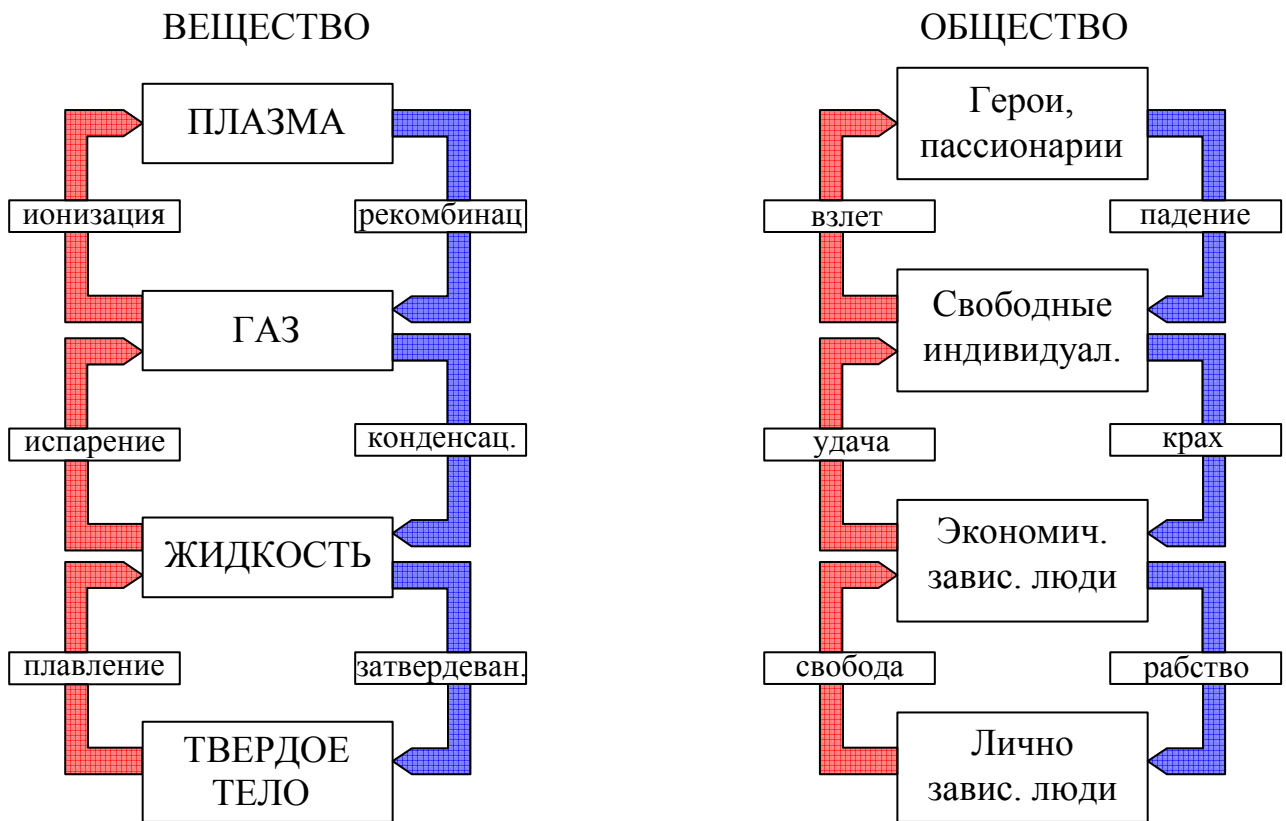 ВЕЩЕСТВО
ПЛАЗМА
ионизация
рекомбинац
ГАЗ
испарение
конденсац.
ЖИДКОСТЬ
плавление
затвердеван.
ТВЕРДОЕ
ТЕЛО
ОБЩЕСТВО
Герои,
пассионарии
взлет
падение
Свободные
индивидуал.
удача
крах
Экономич.
завис. люди
свобода
рабство
Лично
завис. люди